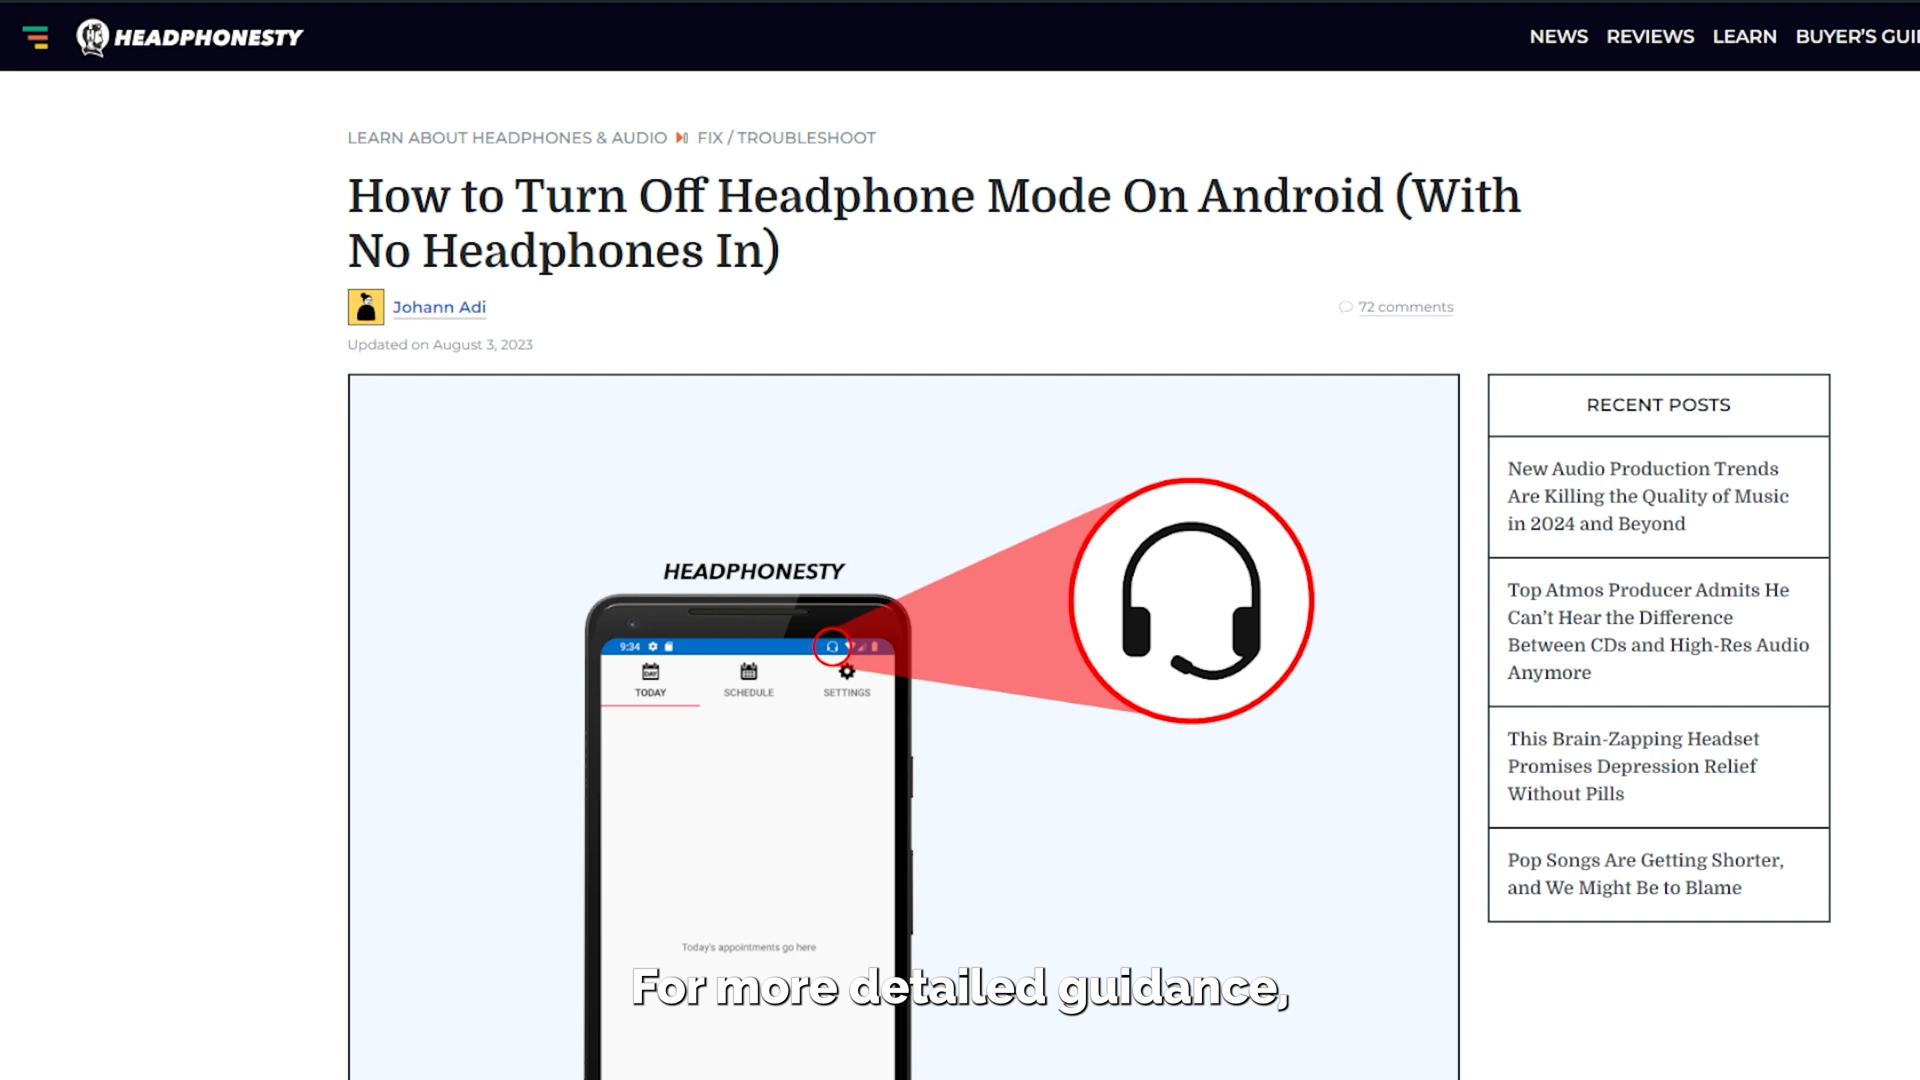 HEADPHONESTY
NEWS REVIEWS LEARN BUYER'S GUI
LEARN ABOUT HEADPHONES & AUDIO FIX / TROUBLESHOOT
How to Turn Off Headphone Mode On Android (With
No Headphones In)
Johann Adi
72 comments
Updated on August 3, 2023
HEADPHONESTY
9:34
DAY
TODAY SCHEDULE SETTINGS
Today's appointments go here
For more detailed guidance,
RECENT POSTS
New Audio Production Trends
Are Killing the Quality of Music
in 2024 and Beyond
Top Atmos Producer Admits He
Can't Hear the Difference
Between CDs and High-Res Audio
Anymore
This Brain-Zapping Headset
Promises Depression Relief
Without Pills
Pop Songs Are Getting Shorter,
and We Might Be to Blame